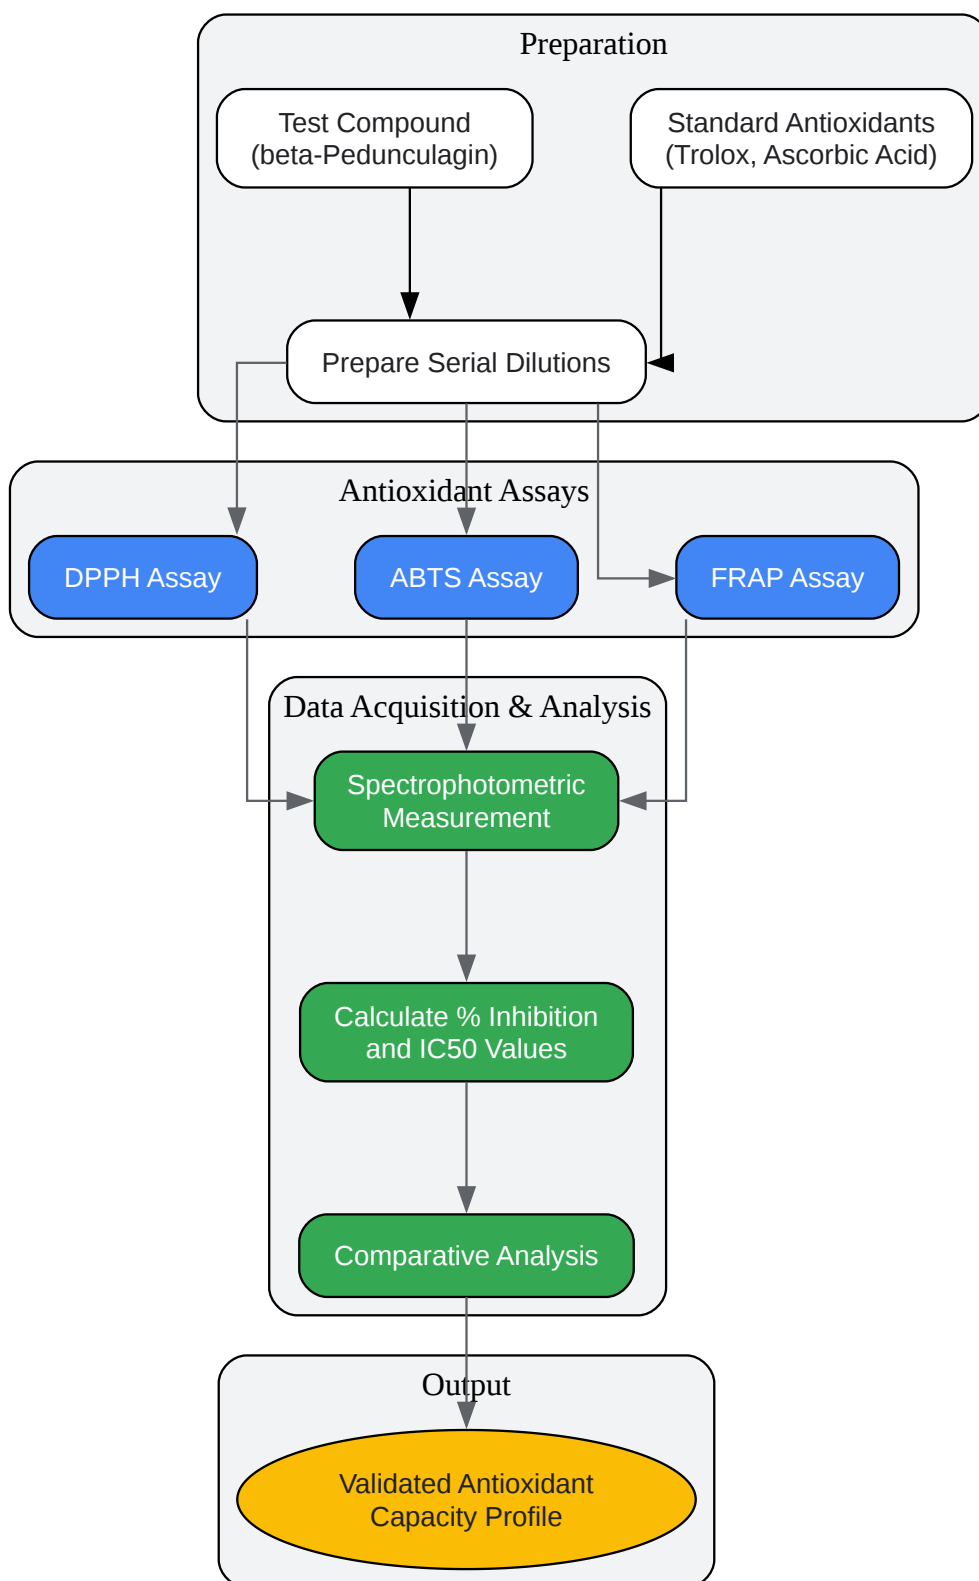 Preparation
Test Compound
(beta-Pedunculagin)
Standard Antioxidants
(Trolox, Ascorbic Acid)
Prepare Serial Dilutions
Antioxidant Assays
DPPH Assay
ABTS Assay
FRAP Assay
Data Acquisition & Analysis
Spectrophotometric
Measurement
Calculate % Inhibition
and IC50 Values
Comparative Analysis
Output
Validated Antioxidant
Capacity Profile